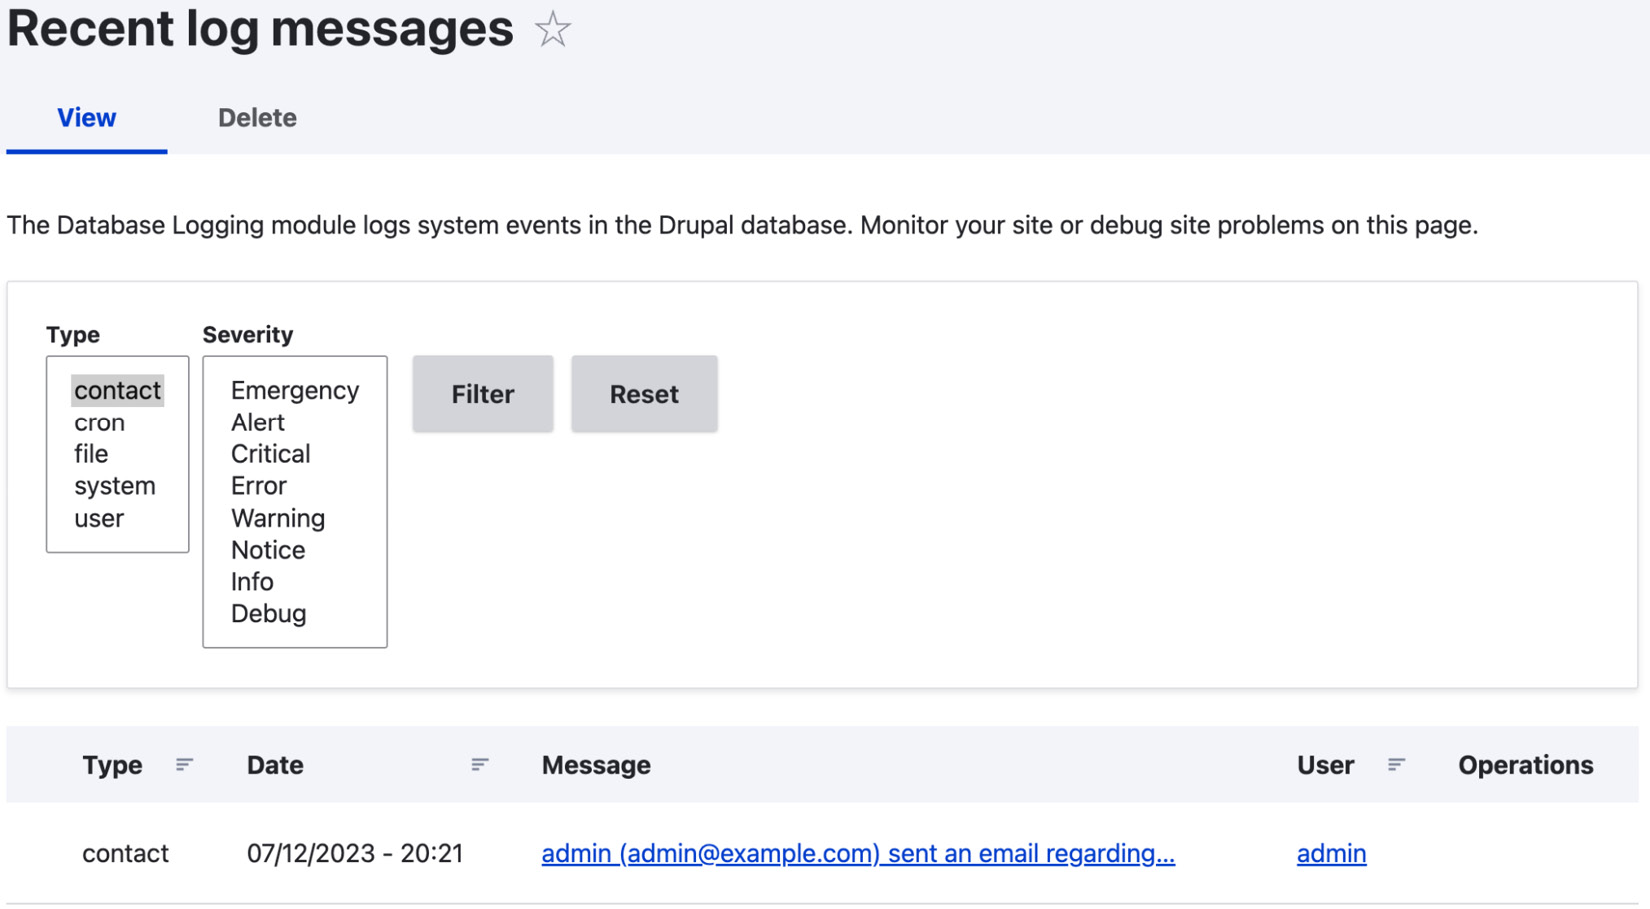 Recent log messages
View Delete
The Database Logging module logs system events in the Drupal database. Monitor your site or debug site problems on this page.
Type Severity
contact
cron
file
system
user
Emergency
Alert
Critical
Error
Warning
Notice
Info
Debug
Filter Reset
Type Date Message User Operations
contact 07/12/2023 - 20:21 admin (admin@example.com) sent an email regarding... admin